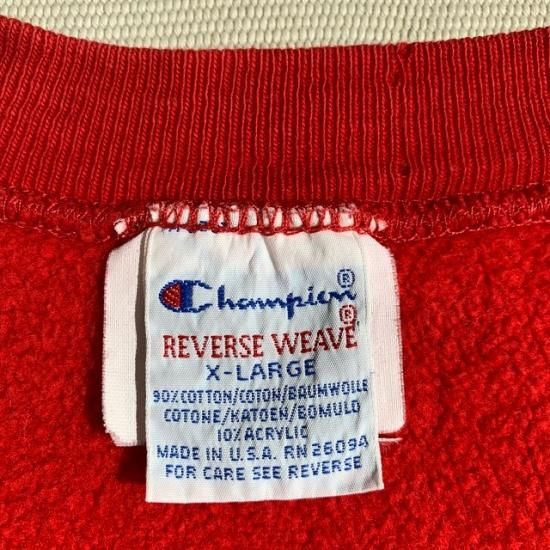 Champion®
REVERSE WEAVE®
X-LARGE
90% COTTON/COTON/BAUMWOLLE
COTONE/KATOEN/BOMULD
10% ACRYLIC
MADE IN U.S.A. RN 26094
FOR CARE SEE REVERSE